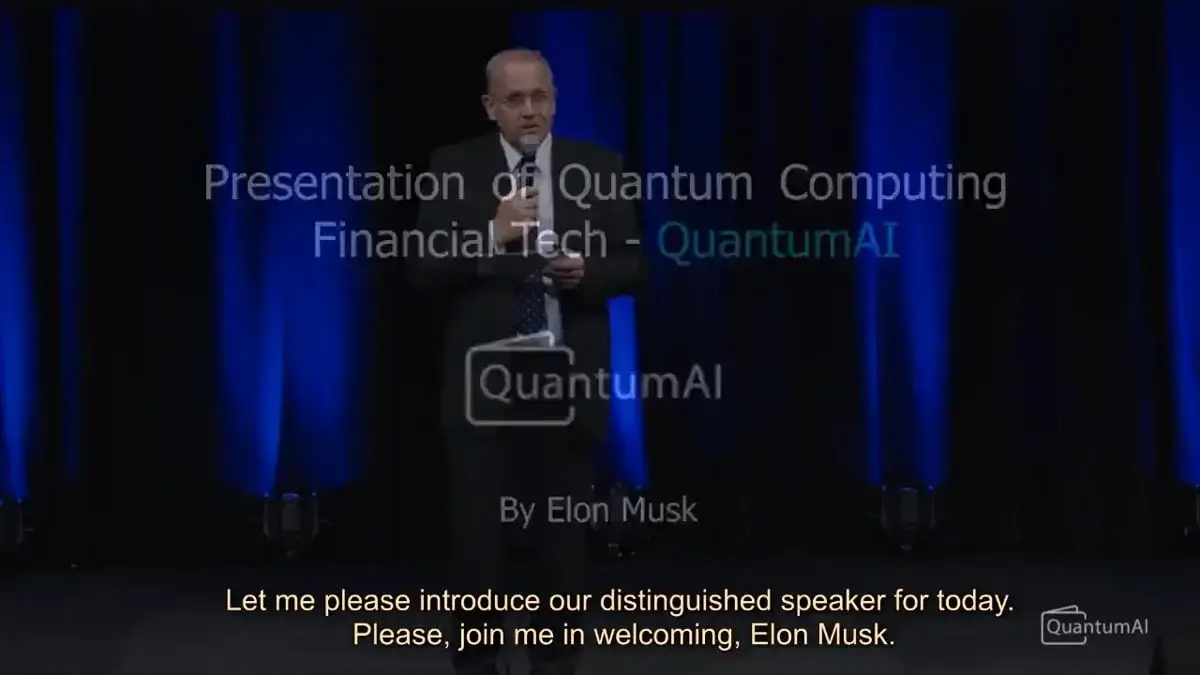 Presentation of Quantum Computing
Financial Tech - QuantumAI
QuantumAI
By Elon Musk
Let me please introduce our distinguished speaker for today.
Please, join me in welcoming, Elon Musk.
QuantumAI